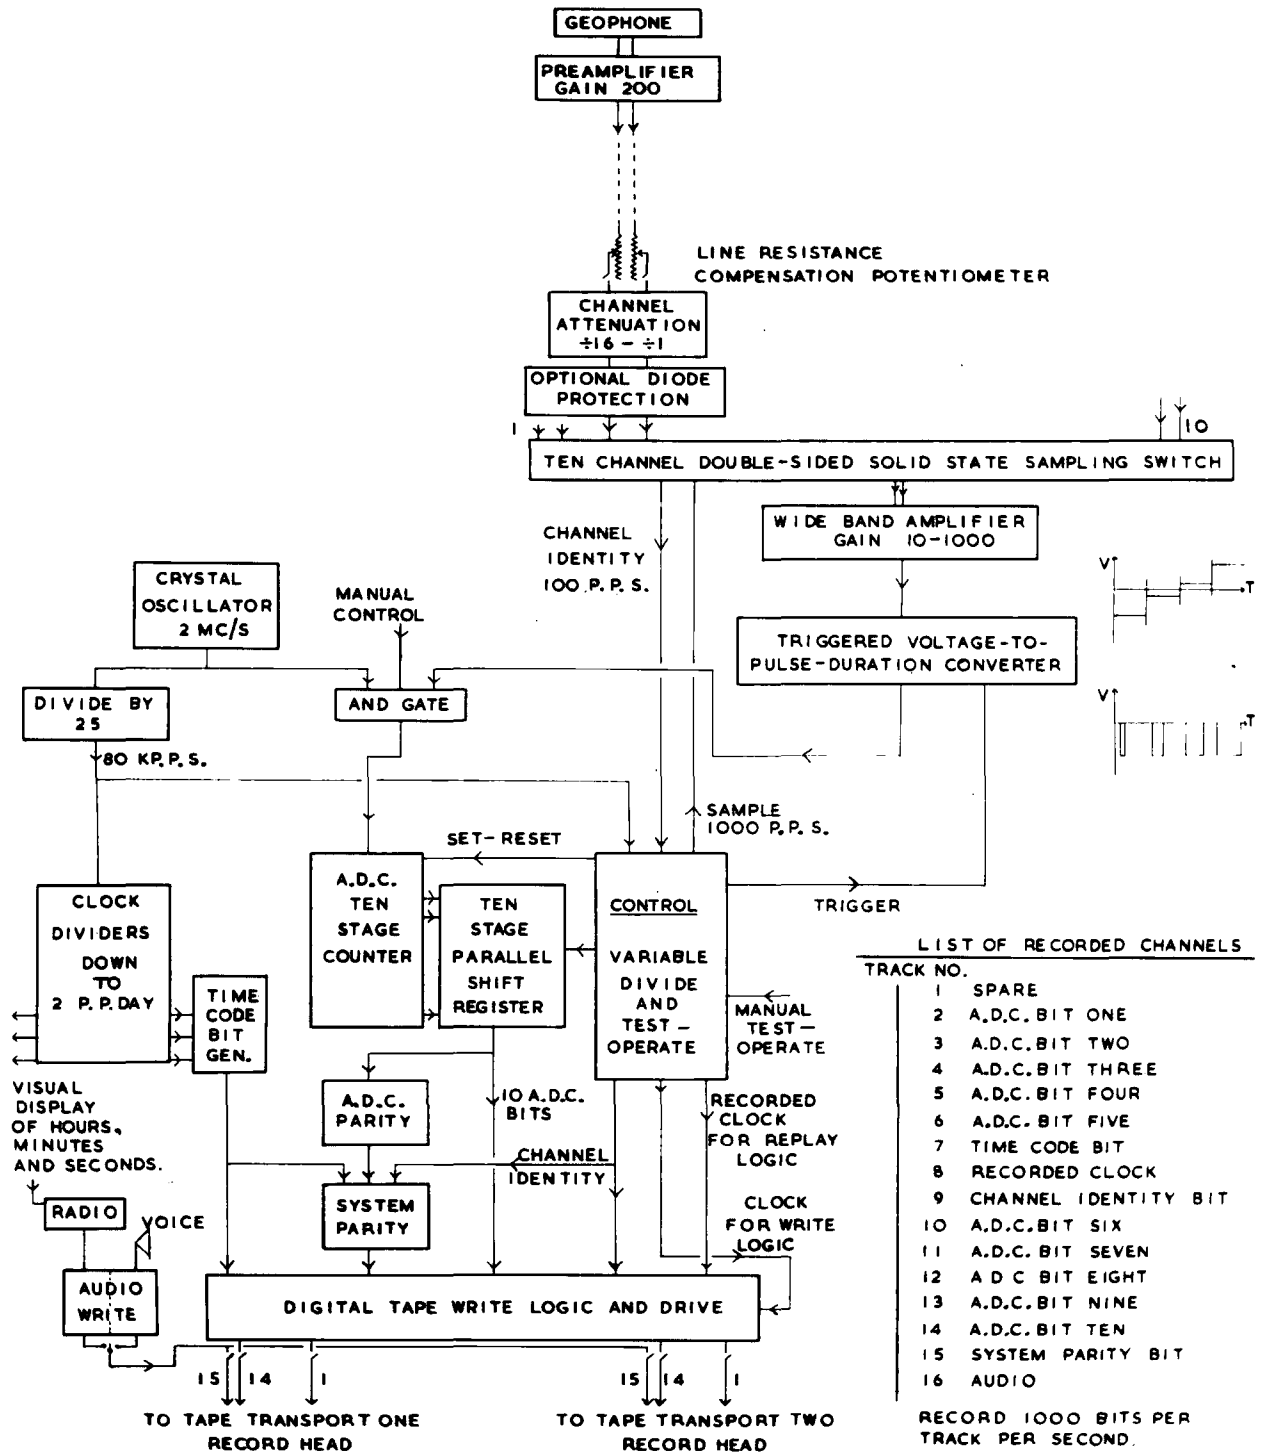 GEOPHONE
PREAMPLIFIER
GAIN 200
LINE RESISTANCE
COMPENSATION POTENTIOMETER
CHANNEL
ATTENUATION
÷16 - ÷1
OPTIONAL DIODE
PROTECTION
1
10
TEN CHANNEL DOUBLE-SIDED SOLID STATE SAMPLING SWITCH
CHANNEL
IDENTITY
100 P.P.S.
WIDE BAND AMPLIFIER
GAIN 10-1000
V
T
CRYSTAL
OSCILLATOR
2 MC/S
MANUAL
CONTROL
TRIGGERED VOLTAGE-TO-
PULSE-DURATION CONVERTER
V
T
DIVIDE BY
25
AND GATE
80 KP.P.S.
SAMPLE
1000 P.P.S.
SET-RESET
CLOCK
DIVIDERS
DOWN
TO
2 P.P.DAY
A.D.C.
TEN
STAGE
COUNTER
TEN
STAGE
PARALLEL
SHIFT
REGISTER
CONTROL
VARIABLE
DIVIDE
AND
TEST-
OPERATE
TRIGGER
MANUAL
TEST-
OPERATE
TIME
CODE
BIT
GEN.
VISUAL
DISPLAY
OF HOURS,
MINUTES
AND SECONDS.
A.D.C.
PARITY
10 A.D.C.
BITS
RECORDED
CLOCK
FOR REPLAY
LOGIC
CHANNEL
IDENTITY
SYSTEM
PARITY
CLOCK
FOR WRITE
LOGIC
RADIO
VOICE
AUDIO
WRITE
DIGITAL TAPE WRITE LOGIC AND DRIVE
15 14 1
15 14 1
TO TAPE TRANSPORT ONE
RECORD HEAD
TO TAPE TRANSPORT TWO
RECORD HEAD
LIST OF RECORDED CHANNELS
TRACK NO.
1 SPARE
2 A.D.C. BIT ONE
3 A.D.C. BIT TWO
4 A.D.C. BIT THREE
5 A.D.C. BIT FOUR
6 A.D.C. BIT FIVE
7 TIME CODE BIT
8 RECORDED CLOCK
9 CHANNEL IDENTITY BIT
10 A.D.C. BIT SIX
11 A.D.C. BIT SEVEN
12 A D C BIT EIGHT
13 A.D.C. BIT NINE
14 A.D.C. BIT TEN
15 SYSTEM PARITY BIT
16 AUDIO
RECORD 1000 BITS PER
TRACK PER SECOND.